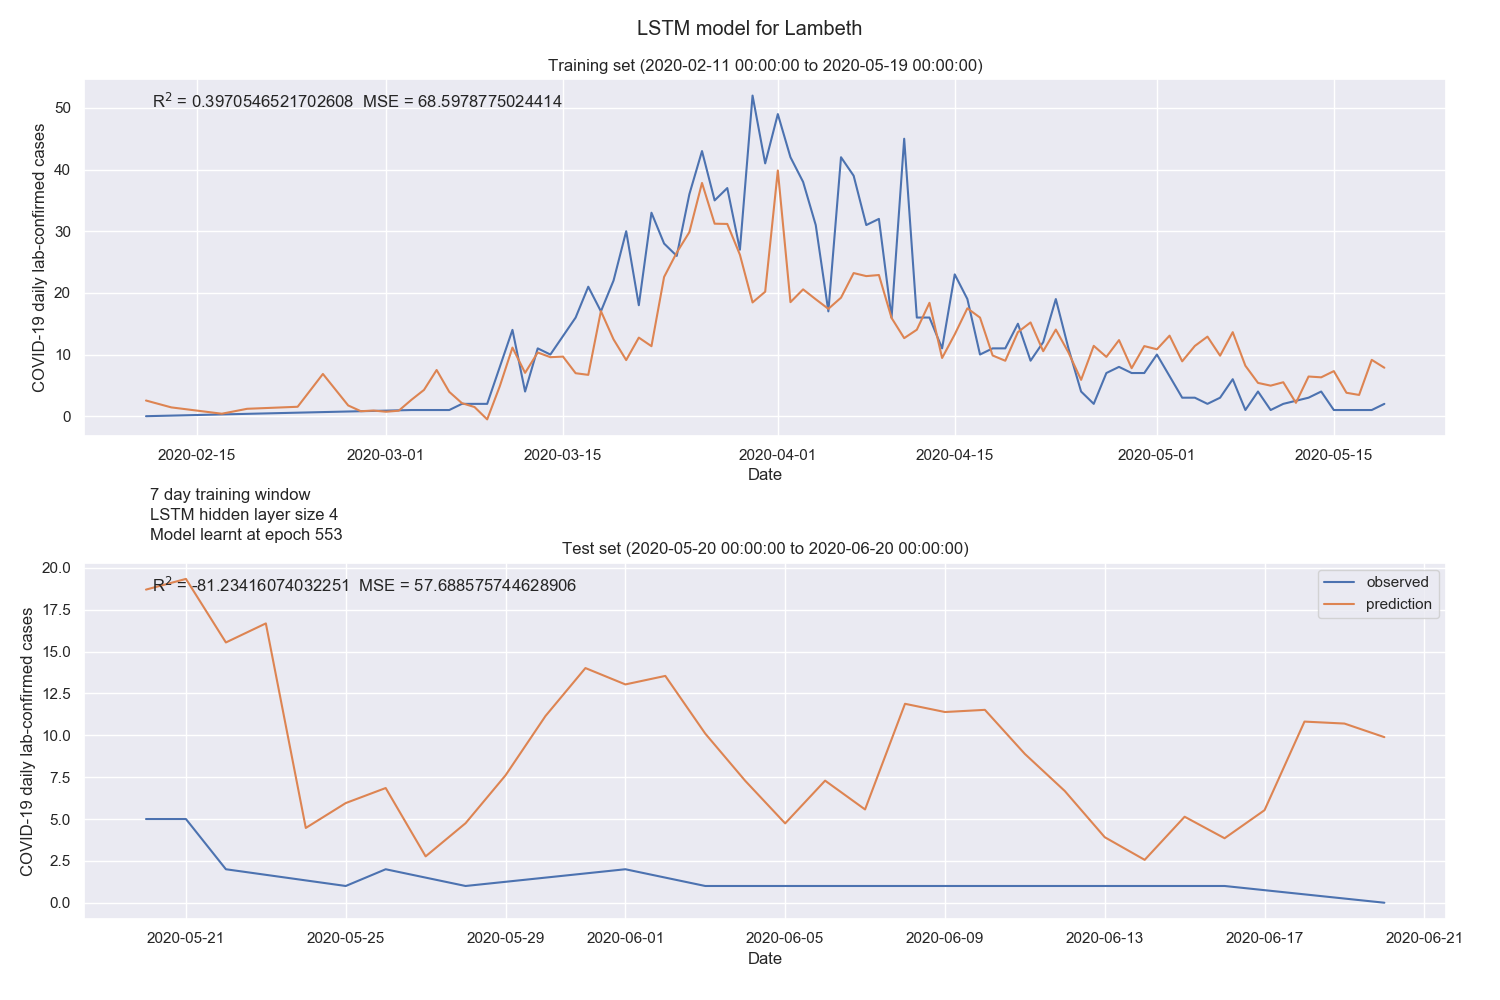 LSTM model for Lambeth
Training set (2020-02-11 00:00:00 to 2020-05-19 00:00:00)
R² = 0.3970546521702608 MSE = 68.5978775024414
COVID-19 daily lab-confirmed cases
50
40
30
20
10
0
2020-02-15 2020-03-01 2020-03-15 2020-04-01 2020-04-15 2020-05-01 2020-05-15
Date
7 day training window
LSTM hidden layer size 4
Model learnt at epoch 553
Test set (2020-05-20 00:00:00 to 2020-06-20 00:00:00)
R² = -81.23416074032251 MSE = 57.688575744628906
observed
prediction
COVID-19 daily lab-confirmed cases
20.0
17.5
15.0
12.5
10.0
7.5
5.0
2.5
0.0
2020-05-21 2020-05-25 2020-05-29 2020-06-01 2020-06-05 2020-06-09 2020-06-13 2020-06-17 2020-06-21
Date